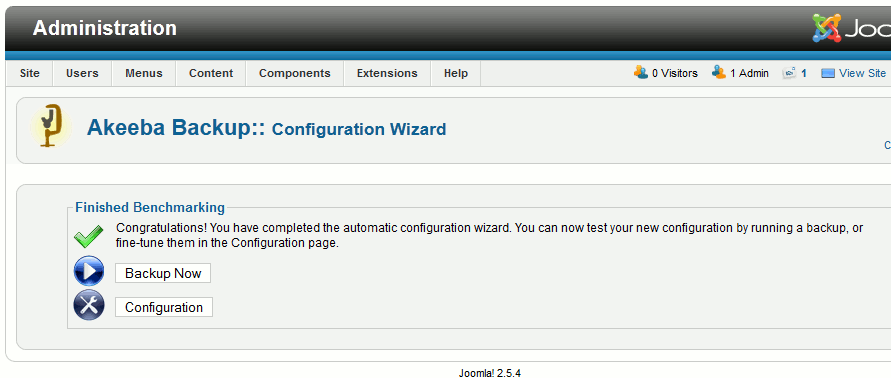 Administration
Joo
Site Users Menus Content Components Extensions Help 0 Visitors 1 Admin 1 View Site
Akeeba Backup:: Configuration Wizard
C
Finished Benchmarking
Congratulations! You have completed the automatic configuration wizard. You can now test your new configuration by running a backup, or
fine-tune them in the Configuration page.
Backup Now
Configuration
Joomla! 2.5.4